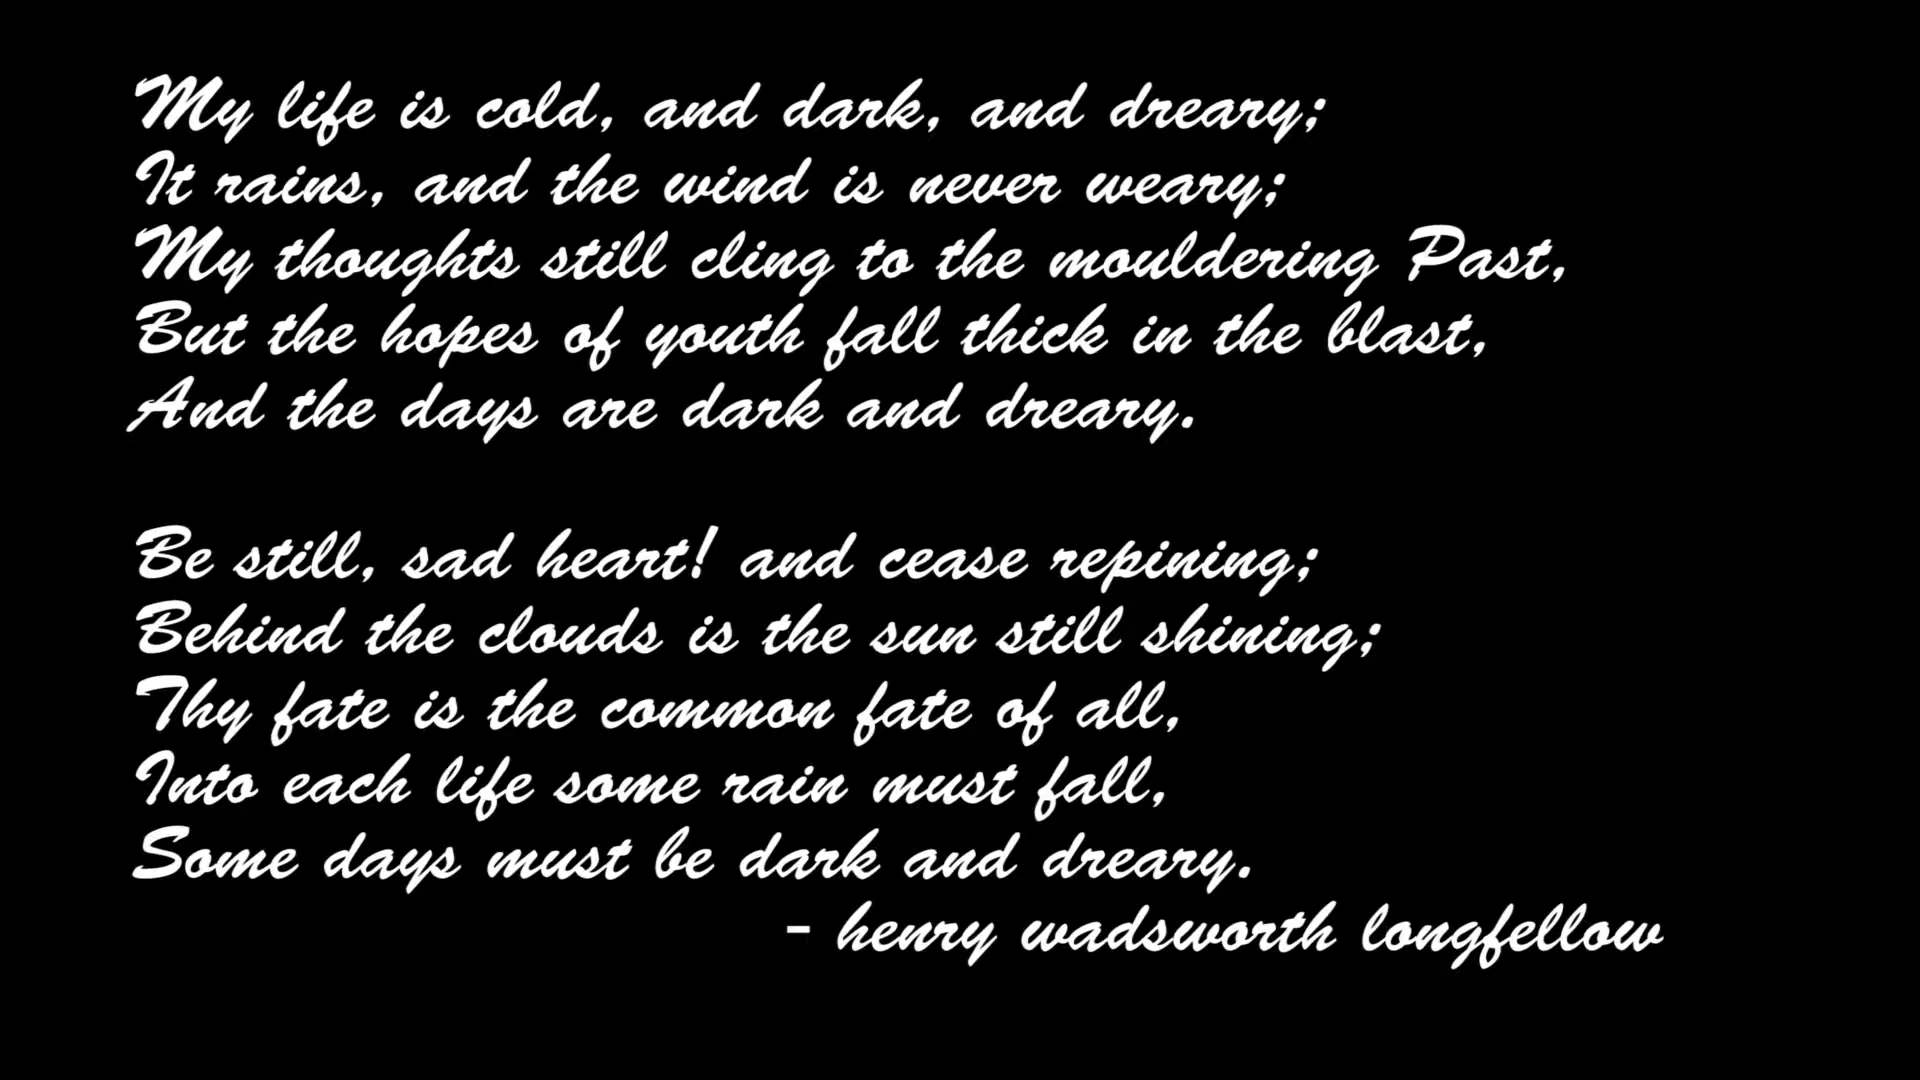 My life is cold, and dark, and dreary;
It rains, and the wind is never weary;
My thoughts still cling to the mouldering Past,
But the hopes of youth fall thick in the blast,
And the days are dark and dreary.

Be still, sad heart! and cease repining;
Behind the clouds is the sun still shining;
Thy fate is the common fate of all,
Into each life some rain must fall,
Some days must be dark and dreary.
- henry wadsworth longfellow